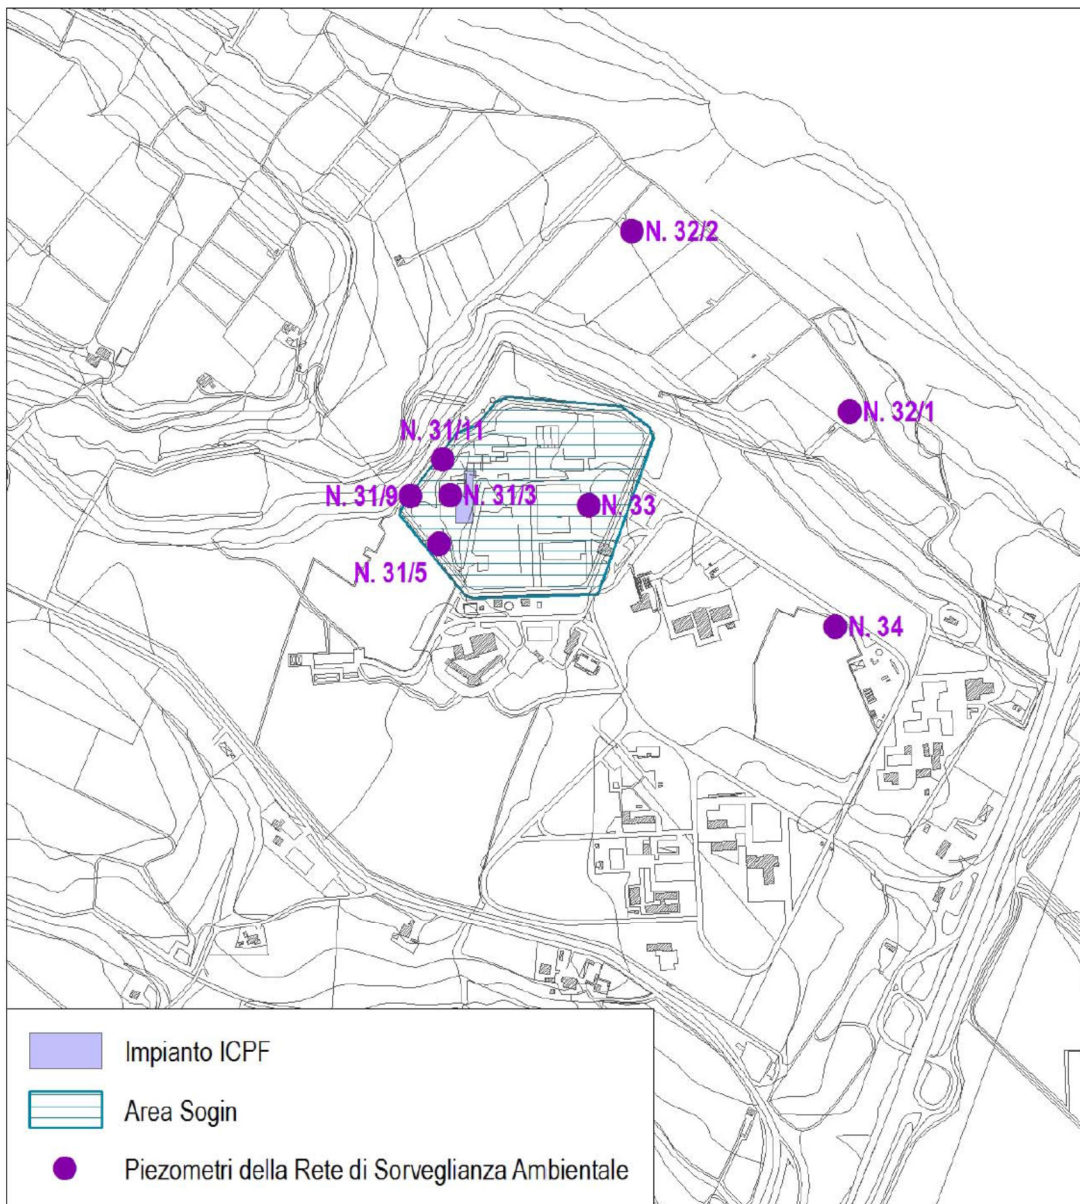 N. 32/2
N. 32/1
N. 31/11
N. 31/9
N. 31/3
N. 33
N. 31/5
N. 34
Impianto ICPF
Area Sogin
Piezometri della Rete di Sorveglianza Ambientale